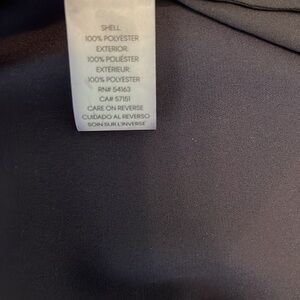 SHELL:
100% POLYESTER
EXTERIOR:
100% POLIÉSTER
EXTÉRIEUR:
100% POLYESTER
RN# 54163
CA# 57151
CARE ON REVERSE
CUIDADO AL REVERSO
SOIN SUR L'INVERSE